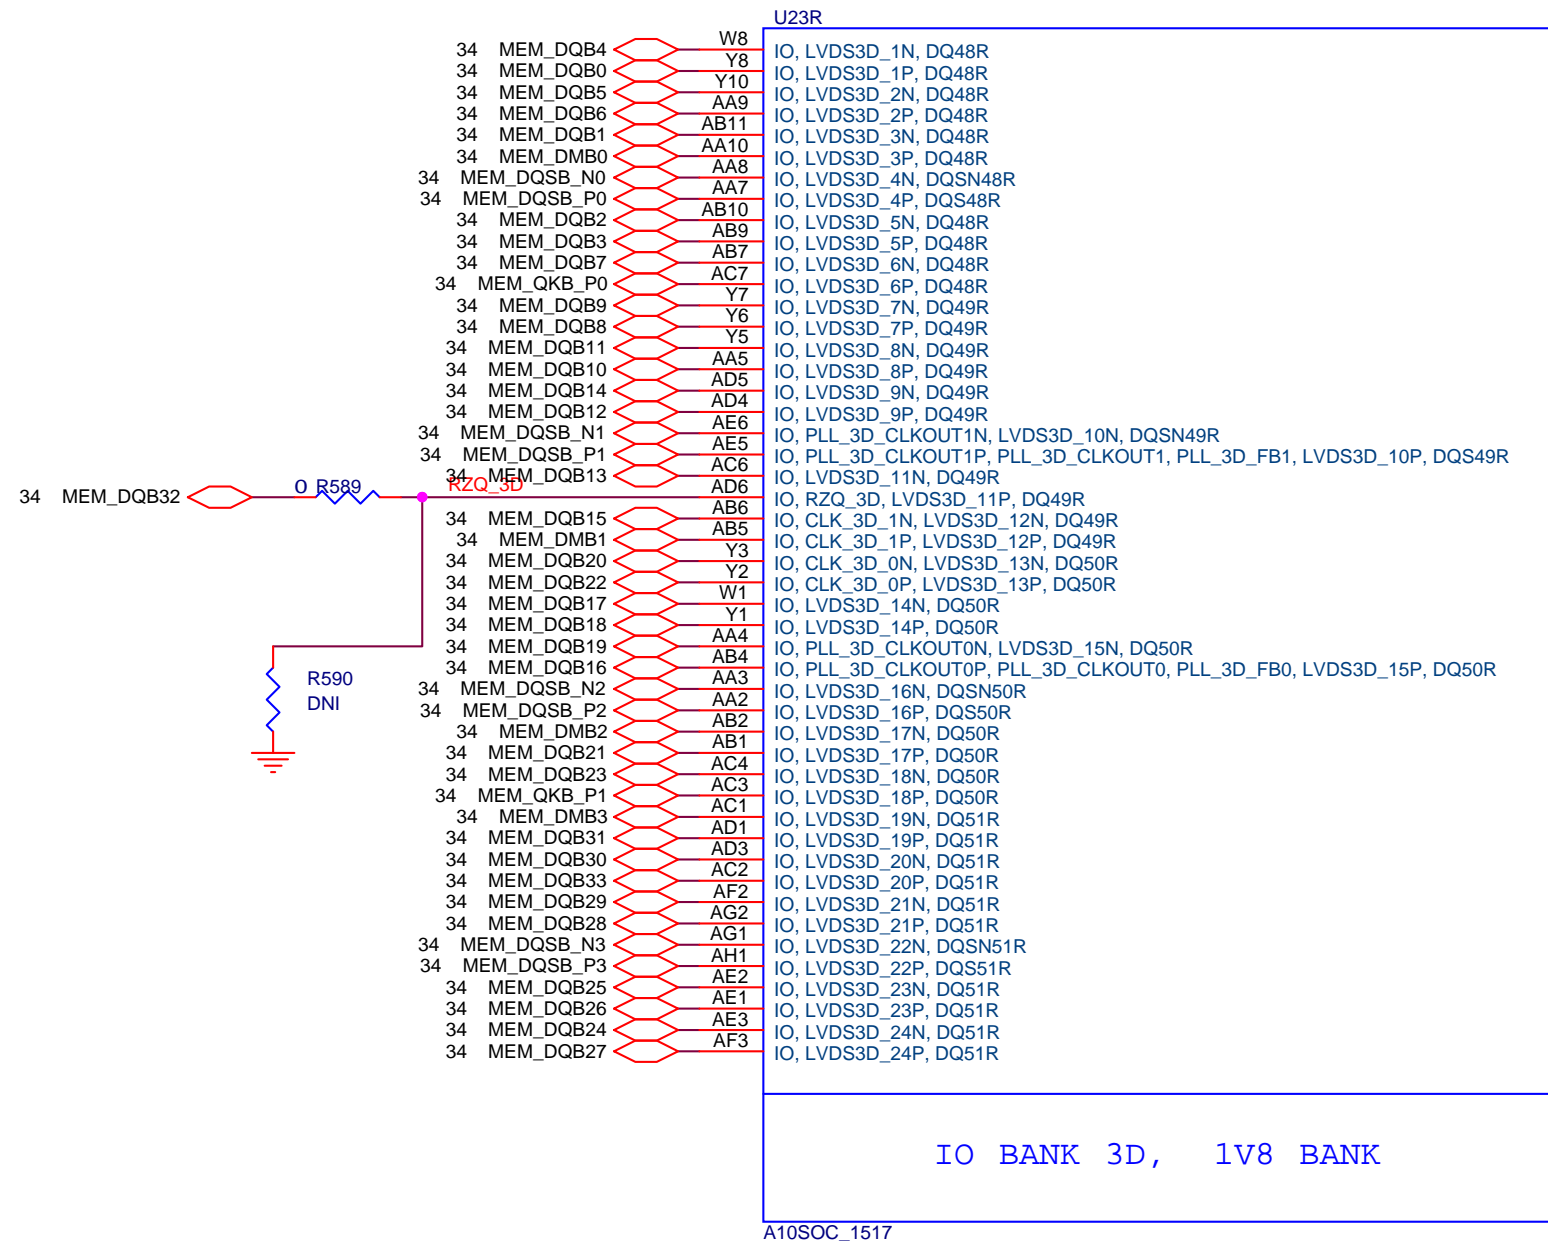 U23R
34 MEM_DQB4 W8 IO, LVDS3D_1N, DQ48R
34 MEM_DQB0 Y8 IO, LVDS3D_1P, DQ48R
34 MEM_DQB5 Y10 IO, LVDS3D_2N, DQ48R
34 MEM_DQB6 AA9 IO, LVDS3D_2P, DQ48R
34 MEM_DQB1 AB11 IO, LVDS3D_3N, DQ48R
34 MEM_DMB0 AA10 IO, LVDS3D_3P, DQ48R
34 MEM_DQSB_N0 AA8 IO, LVDS3D_4N, DQSN48R
34 MEM_DQSB_P0 AA7 IO, LVDS3D_4P, DQS48R
34 MEM_DQB2 AB10 IO, LVDS3D_5N, DQ48R
34 MEM_DQB3 AB9 IO, LVDS3D_5P, DQ48R
34 MEM_DQB7 AB7 IO, LVDS3D_6N, DQ48R
34 MEM_QKB_P0 AC7 IO, LVDS3D_6P, DQ48R
34 MEM_DQB9 Y7 IO, LVDS3D_7N, DQ49R
34 MEM_DQB8 Y6 IO, LVDS3D_7P, DQ49R
34 MEM_DQB11 Y5 IO, LVDS3D_8N, DQ49R
34 MEM_DQB10 AA5 IO, LVDS3D_8P, DQ49R
34 MEM_DQB14 AD5 IO, LVDS3D_9N, DQ49R
34 MEM_DQB12 AD4 IO, LVDS3D_9P, DQ49R
34 MEM_DQSB_N1 AE6 IO, PLL_3D_CLKOUT1N, LVDS3D_10N, DQSN49R
34 MEM_DQSB_P1 AE5 IO, PLL_3D_CLKOUT1P, PLL_3D_CLKOUT1, PLL_3D_FB1, LVDS3D_10P, DQS49R
34 MEM_DQB13 AC6 IO, LVDS3D_11N, DQ49R
34 MEM_DQB32 0 R589 RZQ_3D AD6 IO, RZQ_3D, LVDS3D_11P, DQ49R
34 MEM_DQB15 AB6 IO, CLK_3D_1N, LVDS3D_12N, DQ49R
34 MEM_DMB1 AB5 IO, CLK_3D_1P, LVDS3D_12P, DQ49R
34 MEM_DQB20 Y3 IO, CLK_3D_0N, LVDS3D_13N, DQ50R
34 MEM_DQB22 Y2 IO, CLK_3D_0P, LVDS3D_13P, DQ50R
34 MEM_DQB17 W1 IO, LVDS3D_14N, DQ50R
34 MEM_DQB18 Y1 IO, LVDS3D_14P, DQ50R
34 MEM_DQB19 AA4 IO, PLL_3D_CLKOUT0N, LVDS3D_15N, DQ50R
34 MEM_DQB16 AB4 IO, PLL_3D_CLKOUT0P, PLL_3D_CLKOUT0, PLL_3D_FB0, LVDS3D_15P, DQ50R
R590
34 MEM_DQSB_N2 AA3 IO, LVDS3D_16N, DQSN50R
DNI
34 MEM_DQSB_P2 AA2 IO, LVDS3D_16P, DQS50R
34 MEM_DMB2 AB2 IO, LVDS3D_17N, DQ50R
34 MEM_DQB21 AB1 IO, LVDS3D_17P, DQ50R
34 MEM_DQB23 AC4 IO, LVDS3D_18N, DQ50R
34 MEM_QKB_P1 AC3 IO, LVDS3D_18P, DQ50R
34 MEM_DMB3 AC1 IO, LVDS3D_19N, DQ51R
34 MEM_DQB31 AD1 IO, LVDS3D_19P, DQ51R
34 MEM_DQB30 AD3 IO, LVDS3D_20N, DQ51R
34 MEM_DQB33 AC2 IO, LVDS3D_20P, DQ51R
34 MEM_DQB29 AF2 IO, LVDS3D_21N, DQ51R
34 MEM_DQB28 AG2 IO, LVDS3D_21P, DQ51R
34 MEM_DQSB_N3 AG1 IO, LVDS3D_22N, DQSN51R
34 MEM_DQSB_P3 AH1 IO, LVDS3D_22P, DQS51R
34 MEM_DQB25 AE2 IO, LVDS3D_23N, DQ51R
34 MEM_DQB26 AE1 IO, LVDS3D_23P, DQ51R
34 MEM_DQB24 AE3 IO, LVDS3D_24N, DQ51R
34 MEM_DQB27 AF3 IO, LVDS3D_24P, DQ51R
IO BANK 3D, 1V8 BANK
A10SOC_1517